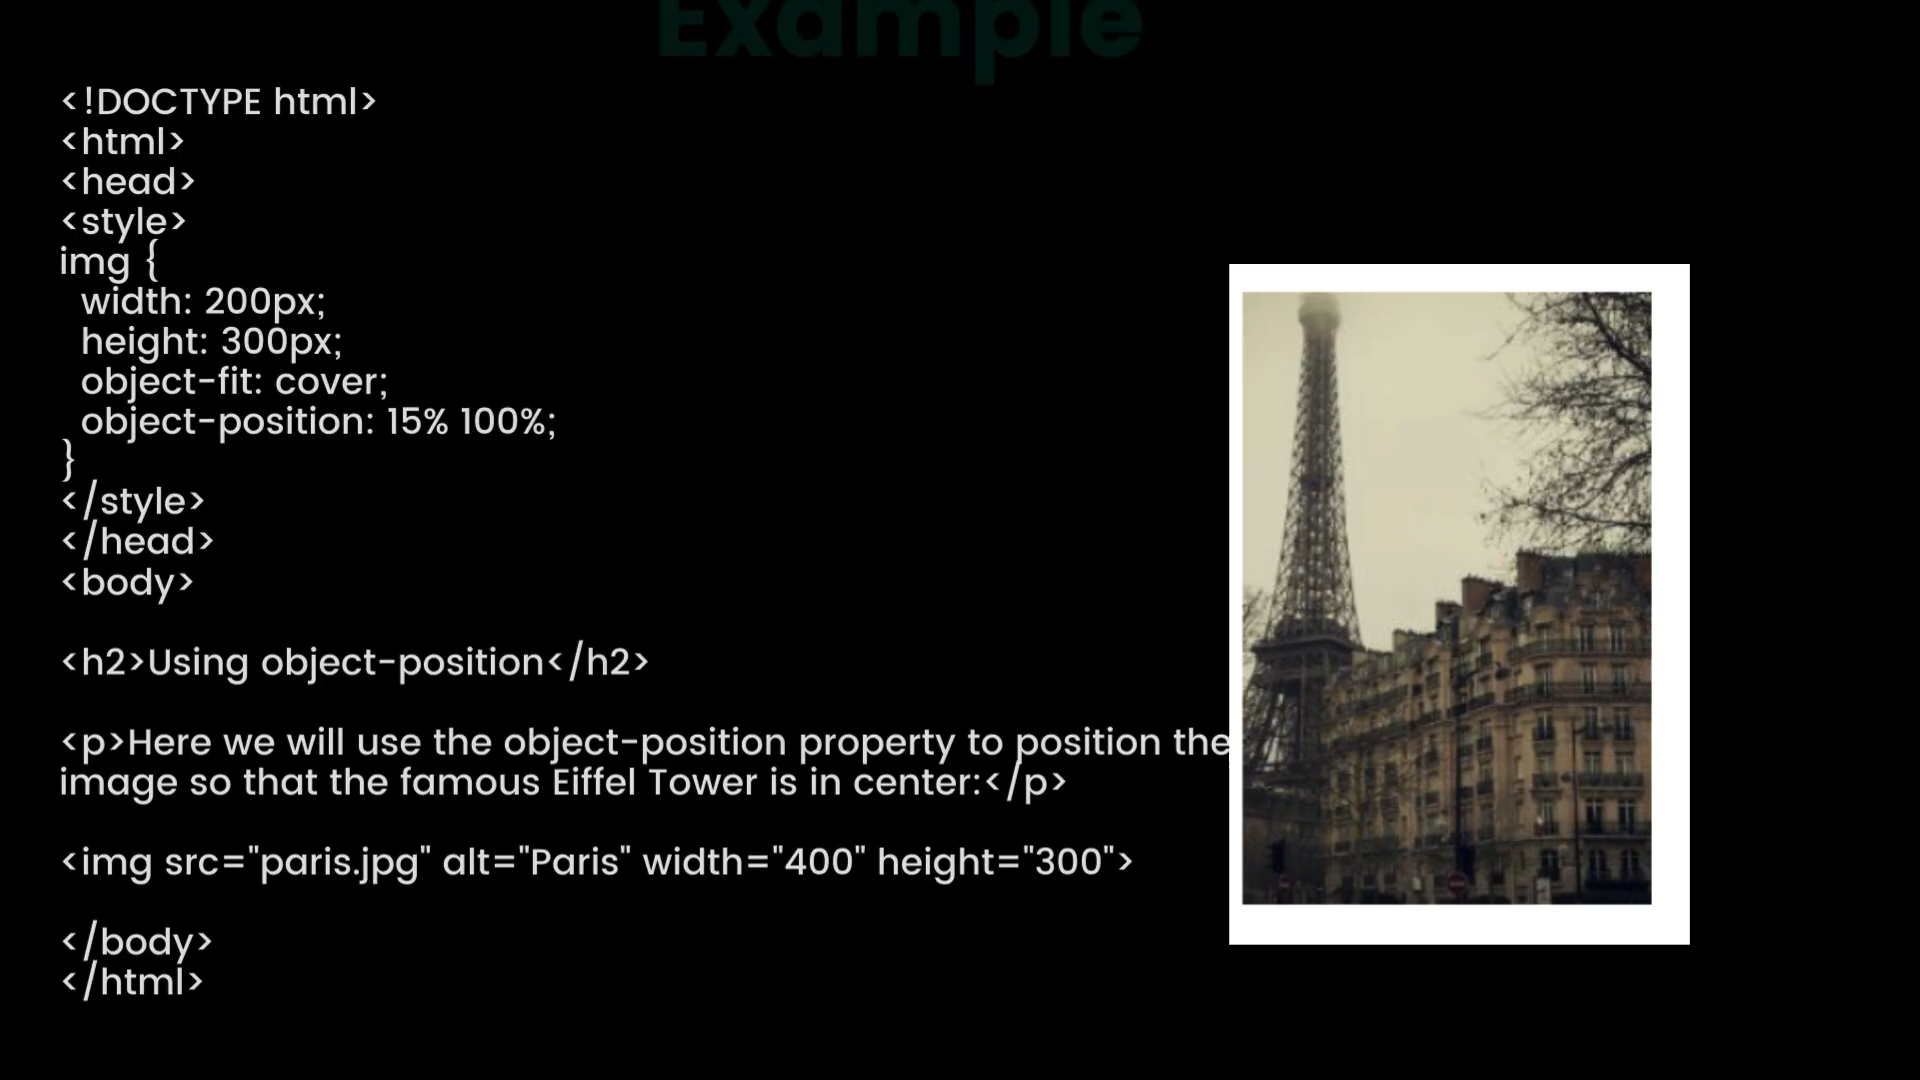 Example
<!DOCTYPE html>
<html>
<head>
<style>
img {
  width: 200px;
  height: 300px;
  object-fit: cover;
  object-position: 15% 100%;
}
</style>
</head>
<body>
<h2>Using object-position</h2>
<p>Here we will use the object-position property to position the
image so that the famous Eiffel Tower is in center:</p>
<img src="paris.jpg" alt="Paris" width="400" height="300">
</body>
</html>